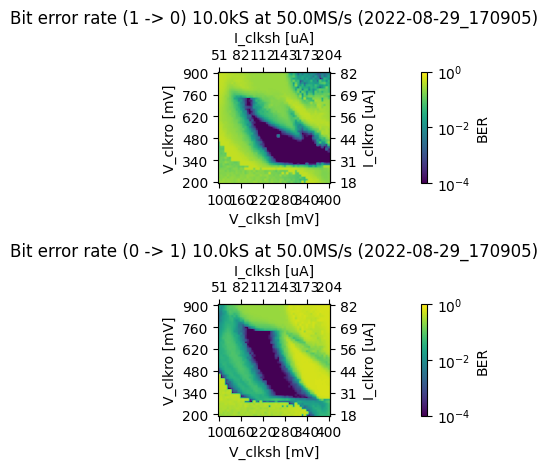 Bit error rate (1 -> 0) 10.0kS at 50.0MS/s (2022-08-29_170905)
I_clksh [uA]
51 82 112 143 173 204
V_clkro [mV]
900 760 620 480 340 200
82 69 56 44 31 18
I_clkro [uA]
100 160 220 280 340 400
V_clksh [mV]
10^0
10^-2
10^-4
BER
Bit error rate (0 -> 1) 10.0kS at 50.0MS/s (2022-08-29_170905)
I_clksh [uA]
51 82 112 143 173 204
V_clkro [mV]
900 760 620 480 340 200
82 69 56 44 31 18
I_clkro [uA]
100 160 220 280 340 400
V_clksh [mV]
10^0
10^-2
10^-4
BER